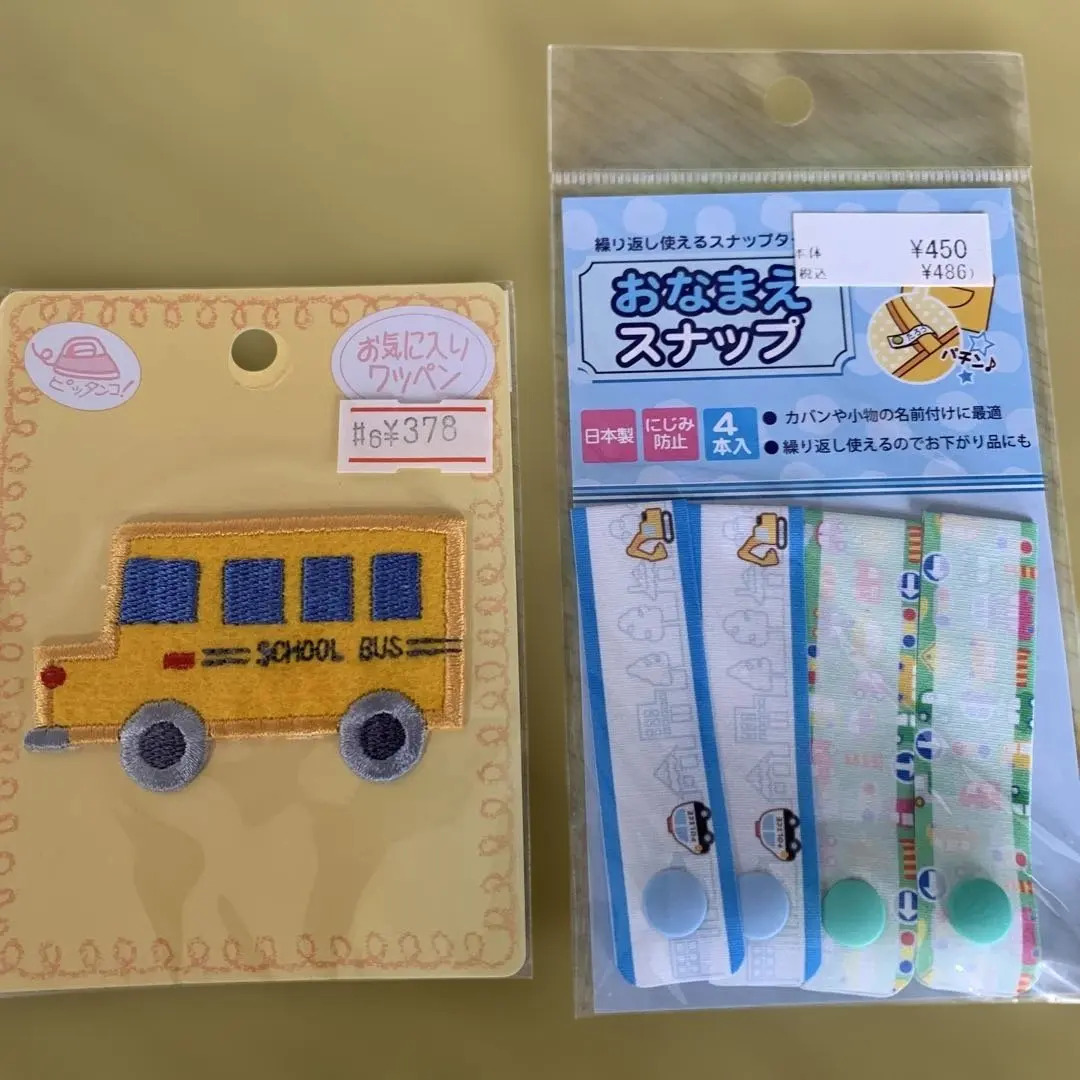 ピッタンコ!
お気に入り
ワッペン
#6¥378
SCHOOL BUS
繰り返し使えるスナップタ
本体 ¥450
税込 ¥486)
おなまえ
スナップ
たろう
パチン♪
日本製
にじみ
防止
4
本入
● カバンや小物の名前付けに最適
● 繰り返し使えるのでお下がり品にも
POLICE
POLICE